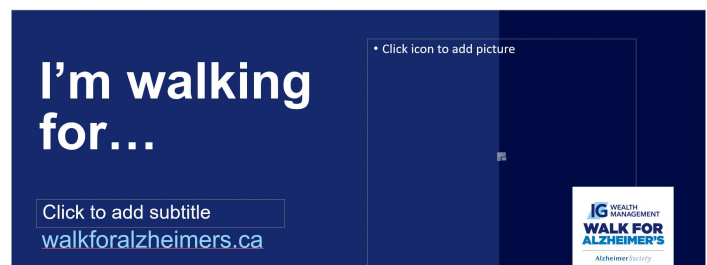 I'm walking
for...
• Click icon to add picture
Click to add subtitle
walkforalzheimers.ca
IG WEALTH
MANAGEMENT
WALK FOR
ALZHEIMER'S
Alzheimer Society